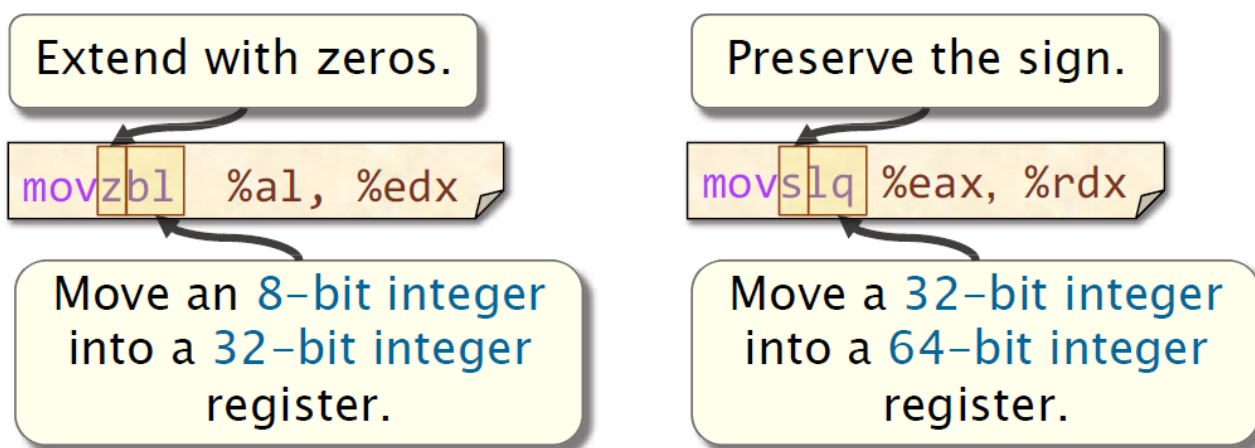 Extend with zeros.
movzbl %al, %edx
Move an 8-bit integer
into a 32-bit integer
register.
Preserve the sign.
movslq %eax, %rdx
Move a 32-bit integer
into a 64-bit integer
register.